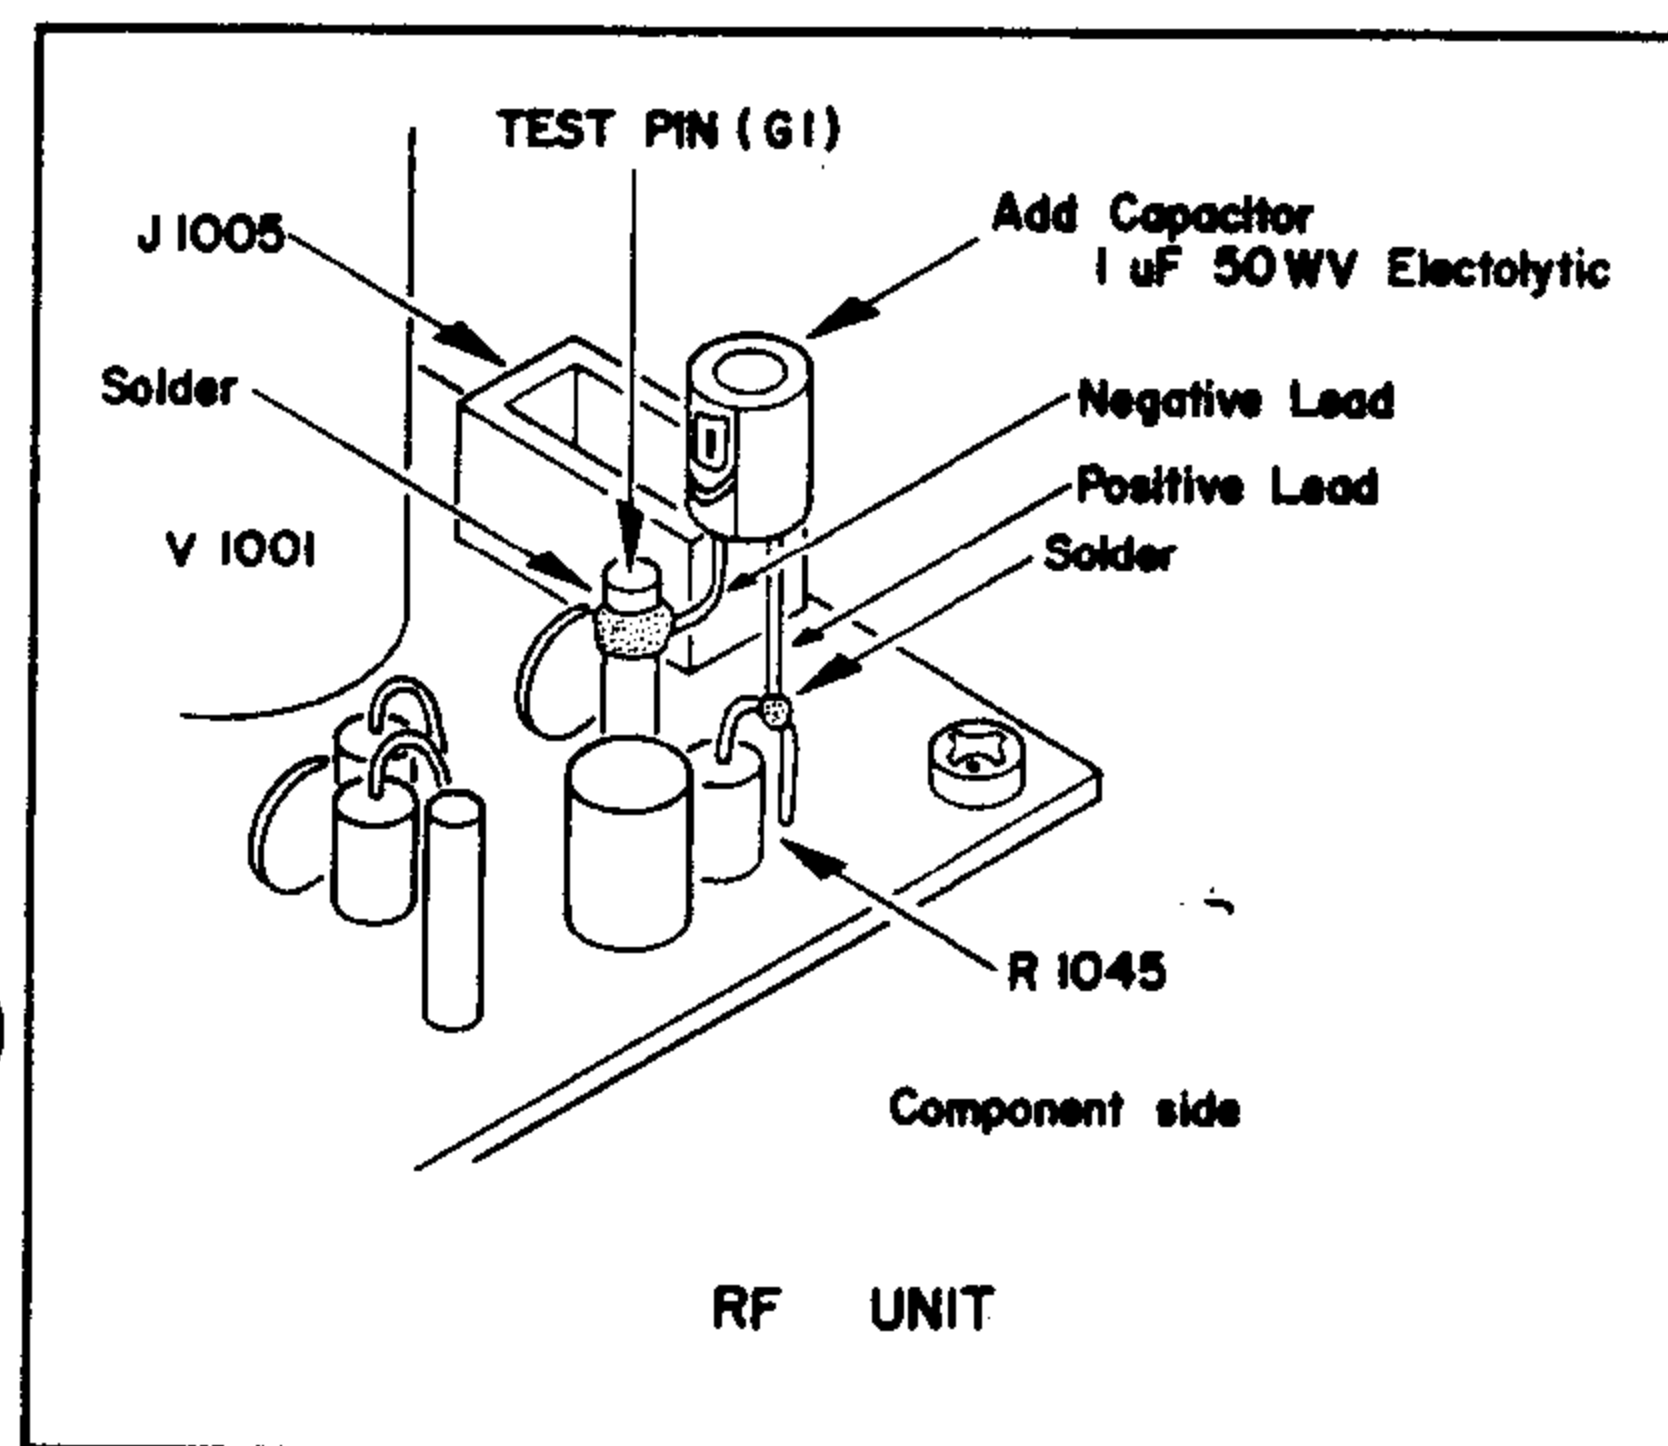 TEST PIN (G1)
J1005
Add Capacitor
1 uF 50WV Electolytic
Solder
Negative Lead
Positive Lead
Solder
V 1001
R 1045
Component side
RF UNIT